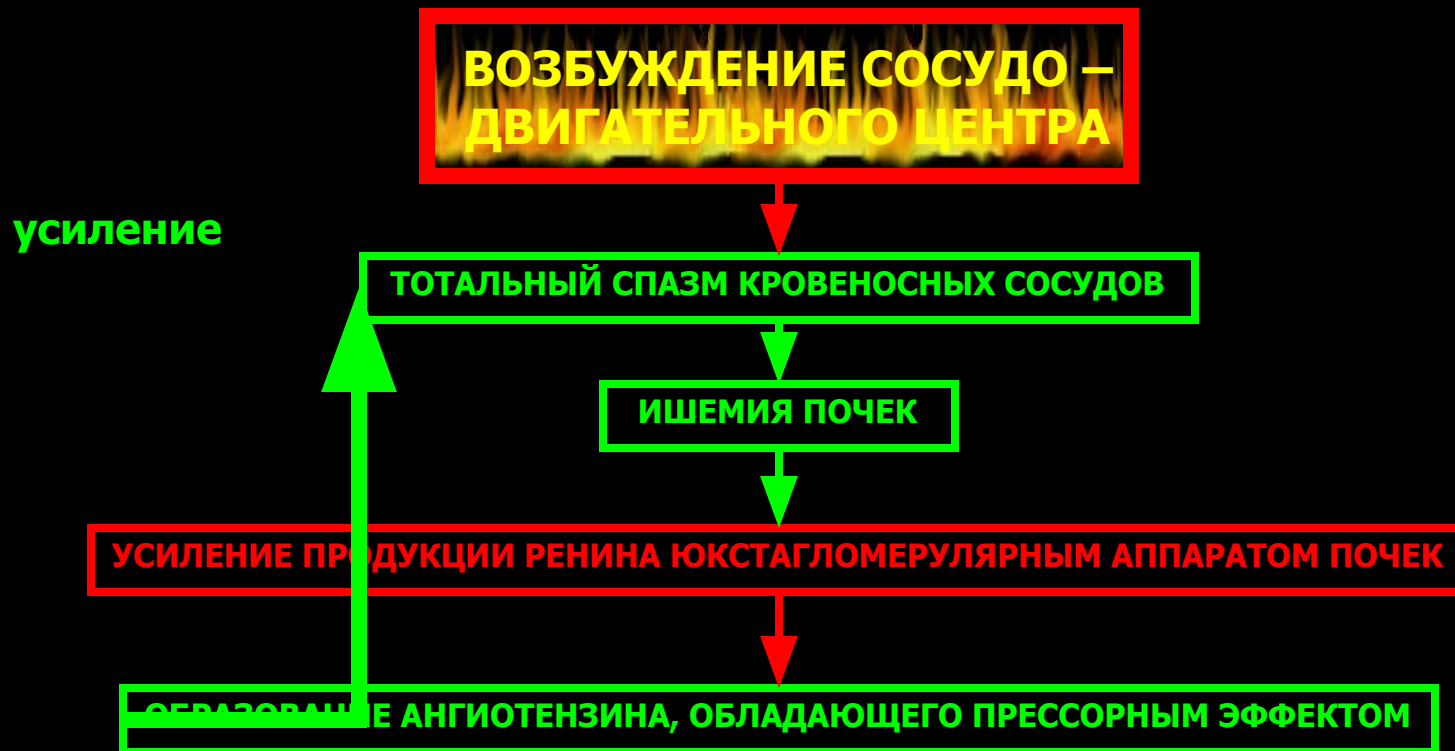 ВОЗБУЖДЕНИЕ СОСУДО –
ДВИГАТЕЛЬНОГО ЦЕНТРА
усиление
ТОТАЛЬНЫЙ СПАЗМ КРОВЕНОСНЫХ СОСУДОВ
ИШЕМИЯ ПОЧЕК
УСИЛЕНИЕ ПРОДУКЦИИ РЕНИНА ЮКСТАГЛОМЕРУЛЯРНЫМ АППАРАТОМ ПОЧЕК
ОБРАЗОВАНИЕ АНГИОТЕНЗИНА, ОБЛАДАЮЩЕГО ПРЕССОРНЫМ ЭФФЕКТОМ